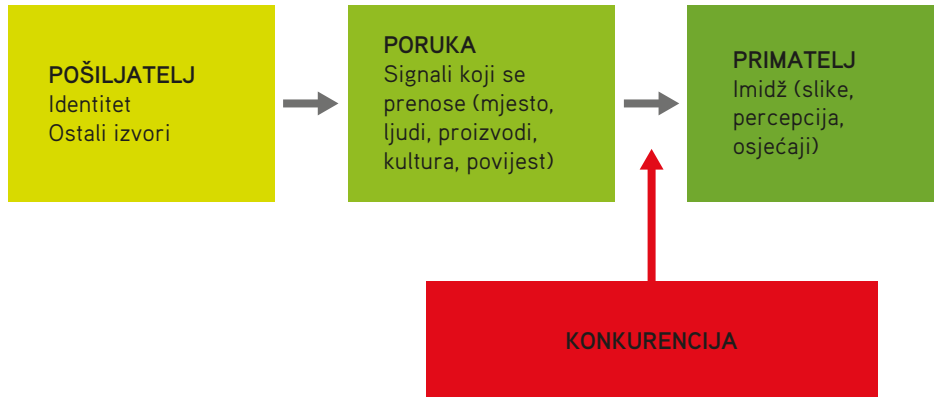 POŠILJATELJ
Identitet
Ostali izvori
PORUKA
Signali koji se
prenose (mjesto,
ljudi, proizvodi,
kultura, povijest)
PRIMATELJ
Imidž (slike,
percepcija,
osjećaji)
KONKURENCIJA